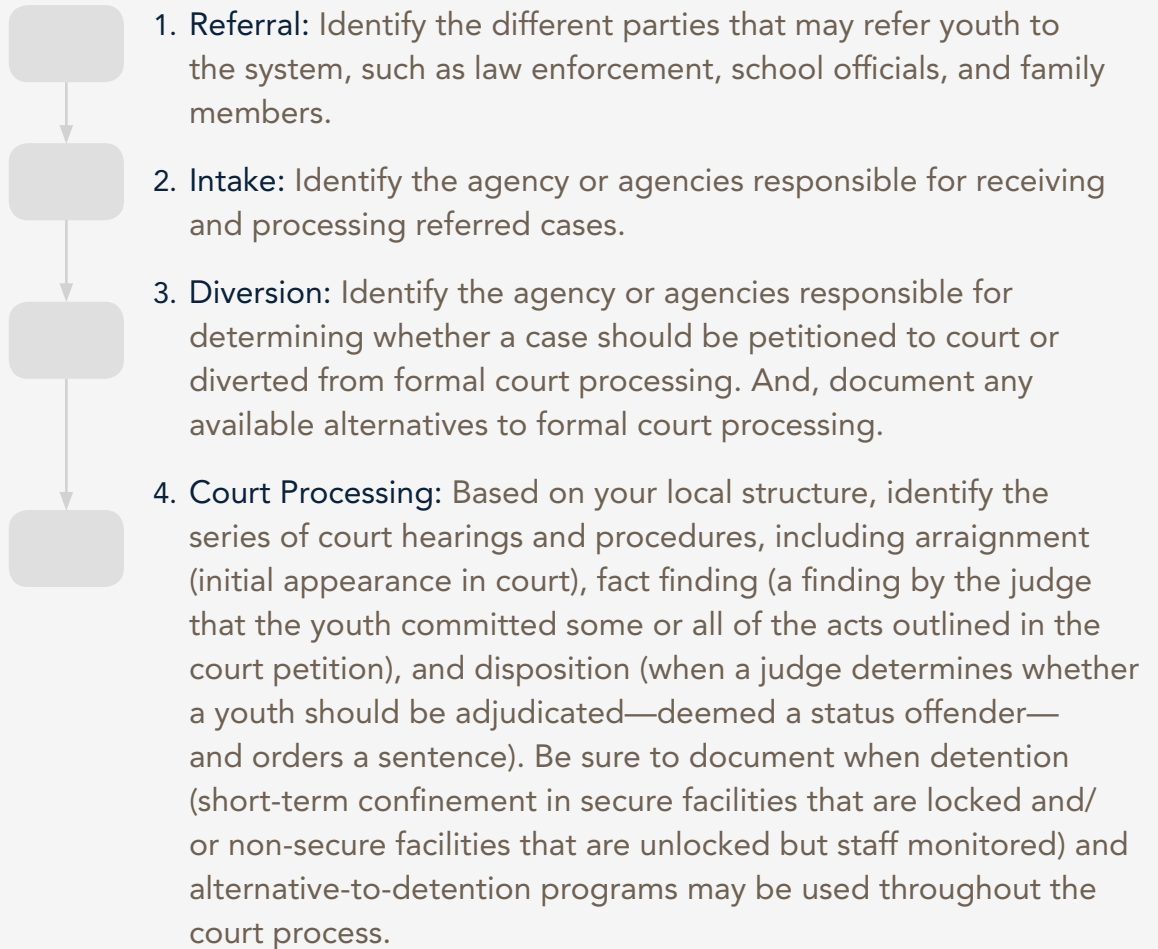 1. Referral: Identify the different parties that may refer youth to
the system, such as law enforcement, school officials, and family
members.
2. Intake: Identify the agency or agencies responsible for receiving
and processing referred cases.
3. Diversion: Identify the agency or agencies responsible for
determining whether a case should be petitioned to court or
diverted from formal court processing. And, document any
available alternatives to formal court processing.
4. Court Processing: Based on your local structure, identify the
series of court hearings and procedures, including arraignment
(initial appearance in court), fact finding (a finding by the judge
that the youth committed some or all of the acts outlined in the
court petition), and disposition (when a judge determines whether
a youth should be adjudicated—deemed a status offender—
and orders a sentence). Be sure to document when detention
(short-term confinement in secure facilities that are locked and/
or non-secure facilities that are unlocked but staff monitored) and
alternative-to-detention programs may be used throughout the
court process.